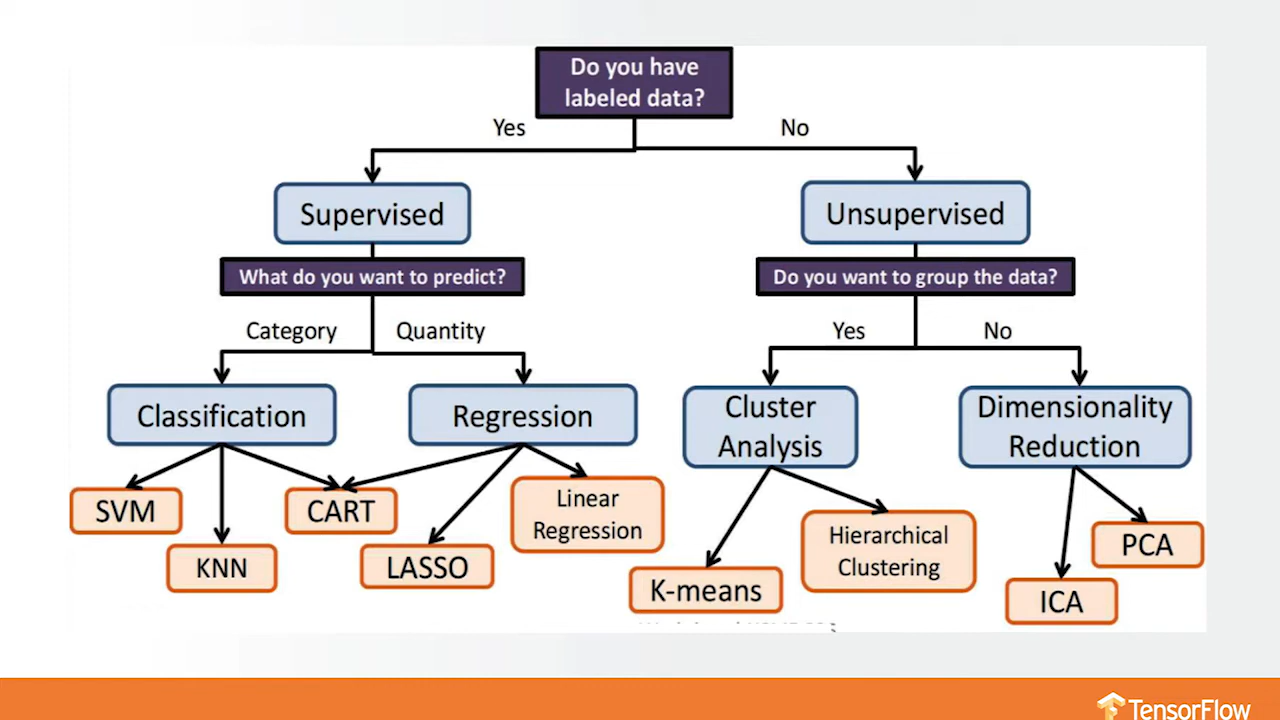 Do you have
labeled data?
Yes
No
Supervised
Unsupervised
What do you want to predict?
Do you want to group the data?
Category
Quantity
Yes
No
Classification
Regression
Cluster
Analysis
Dimensionality
Reduction
SVM
CART
Linear
Regression
KNN
LASSO
K-means
Hierarchical
Clustering
PCA
ICA
TensorFlow